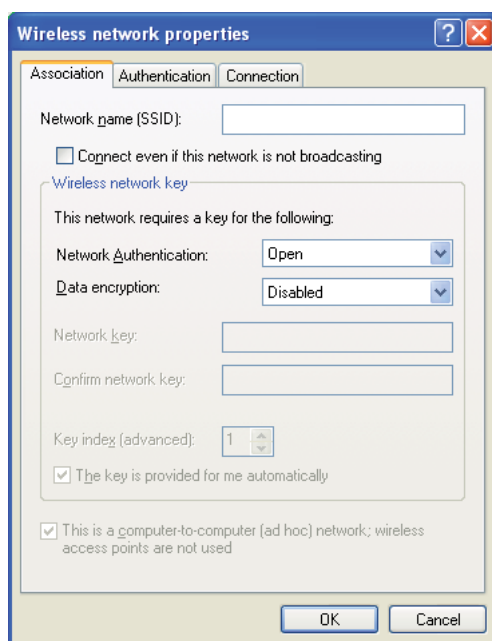 Wireless network properties
Association Authentication Connection
Network name (SSID):
Connect even if this network is not broadcasting
Wireless network key
This network requires a key for the following:
Network Authentication: Open
Data encryption: Disabled
Network key:
Confirm network key:
Key index (advanced): 1
The key is provided for me automatically
This is a computer-to-computer (ad hoc) network; wireless
access points are not used
OK Cancel